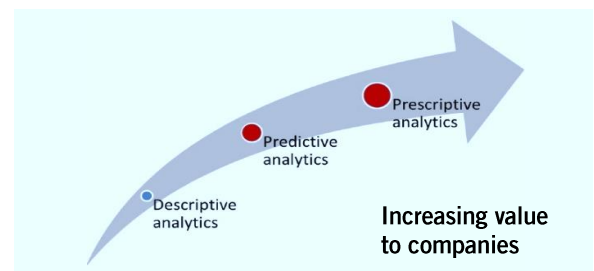 Prescriptive
analytics
Predictive
analytics
Descriptive
analytics
Increasing value
to companies